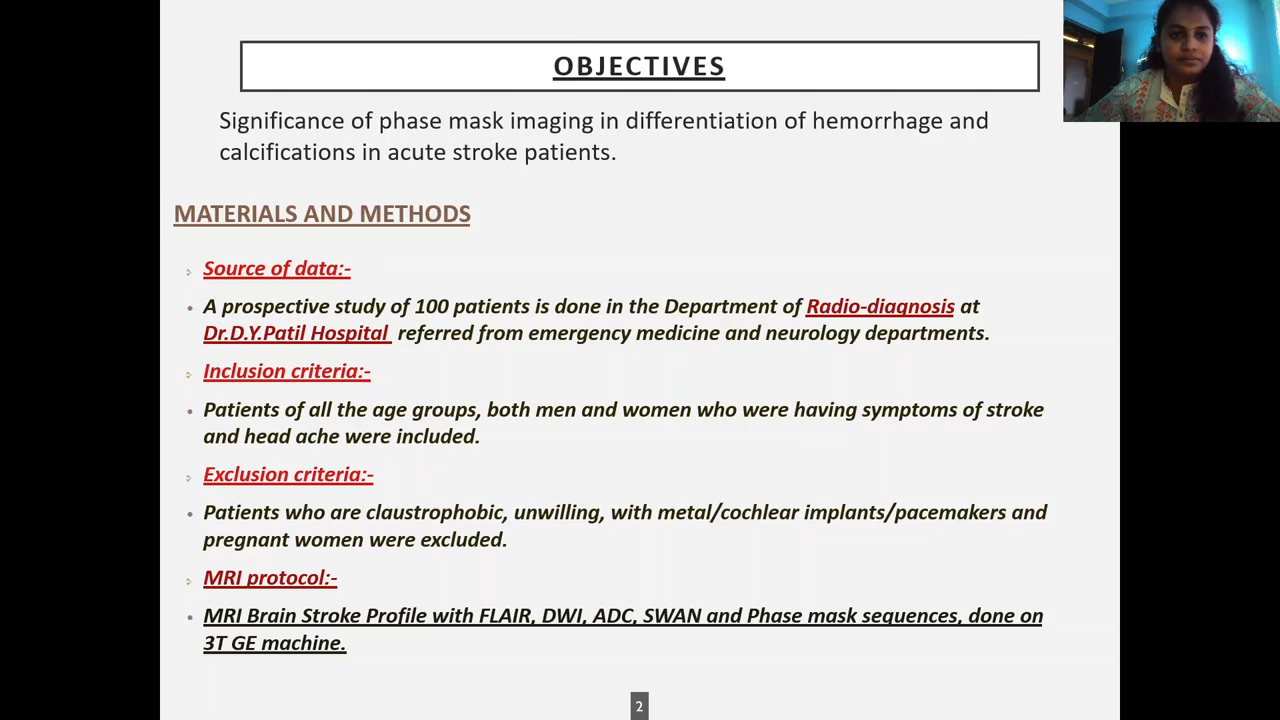 OBJECTIVES
Significance of phase mask imaging in differentiation of hemorrhage and
calcifications in acute stroke patients.
MATERIALS AND METHODS
Source of data:-
A prospective study of 100 patients is done in the Department of Radio-diagnosis at
Dr.D.Y.Patil Hospital referred from emergency medicine and neurology departments.
Inclusion criteria:-
Patients of all the age groups, both men and women who were having symptoms of stroke
and head ache were included.
Exclusion criteria:-
Patients who are claustrophobic, unwilling, with metal/cochlear implants/pacemakers and
pregnant women were excluded.
MRI protocol:-
MRI Brain Stroke Profile with FLAIR, DWI, ADC, SWAN and Phase mask sequences, done on
3T GE machine.
2